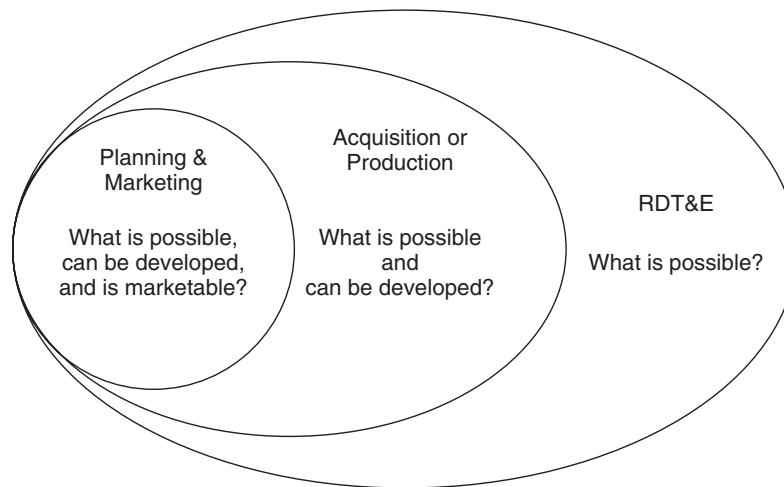 Planning &
Marketing
What is possible,
can be developed,
and is marketable?
Acquisition or
Production
What is possible
and
can be developed?
RDT&E
What is possible?